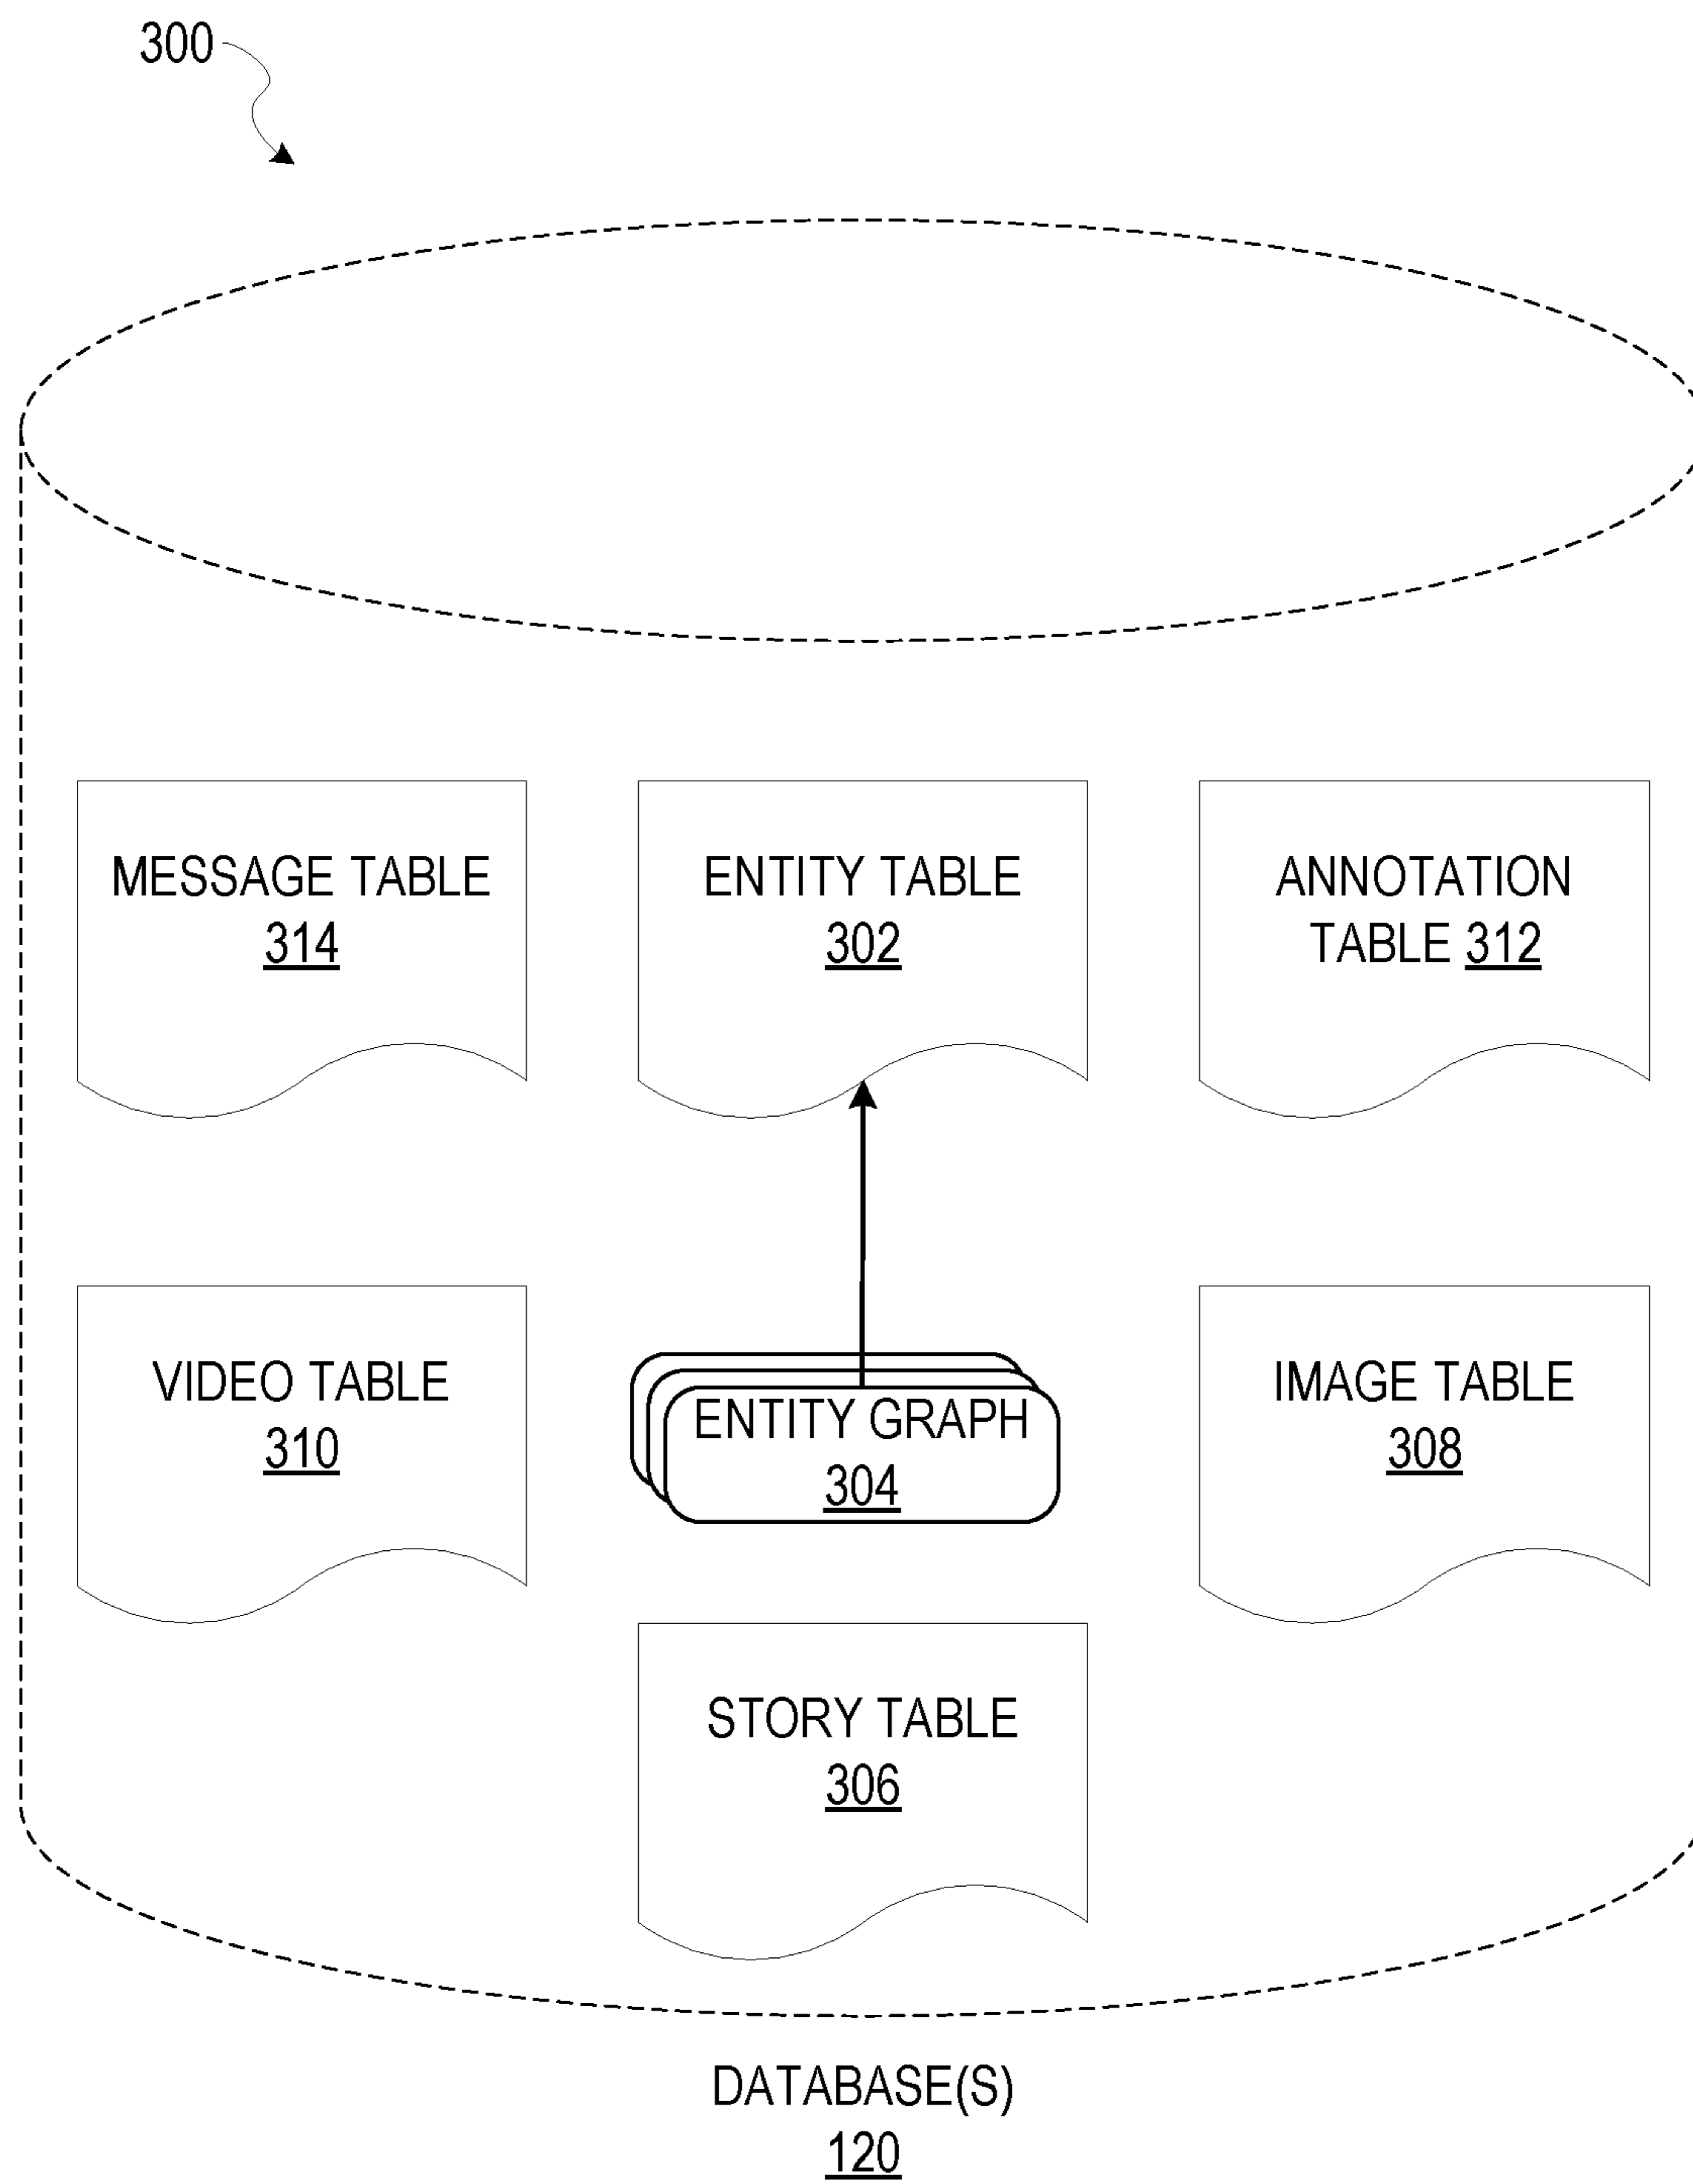 300
MESSAGE TABLE
314
ENTITY TABLE
302
ANNOTATION
TABLE 312
VIDEO TABLE
310
ENTITY GRAPH
304
IMAGE TABLE
308
STORY TABLE
306
DATABASE(S)
120